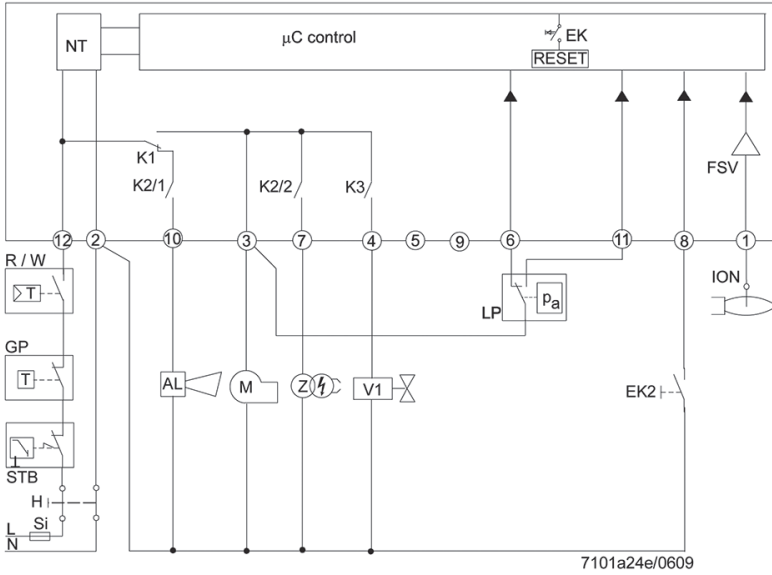 NT
μC control
EK
RESET
FSV
K1
K2/1
K2/2
K3
12
2
10
3
7
4
5
9
6
11
8
1
R / W
T
LP
pa
ION
GP
T
AL
M
Z
V1
EK2
STB
H
Si
L
N
7101a24e/0609